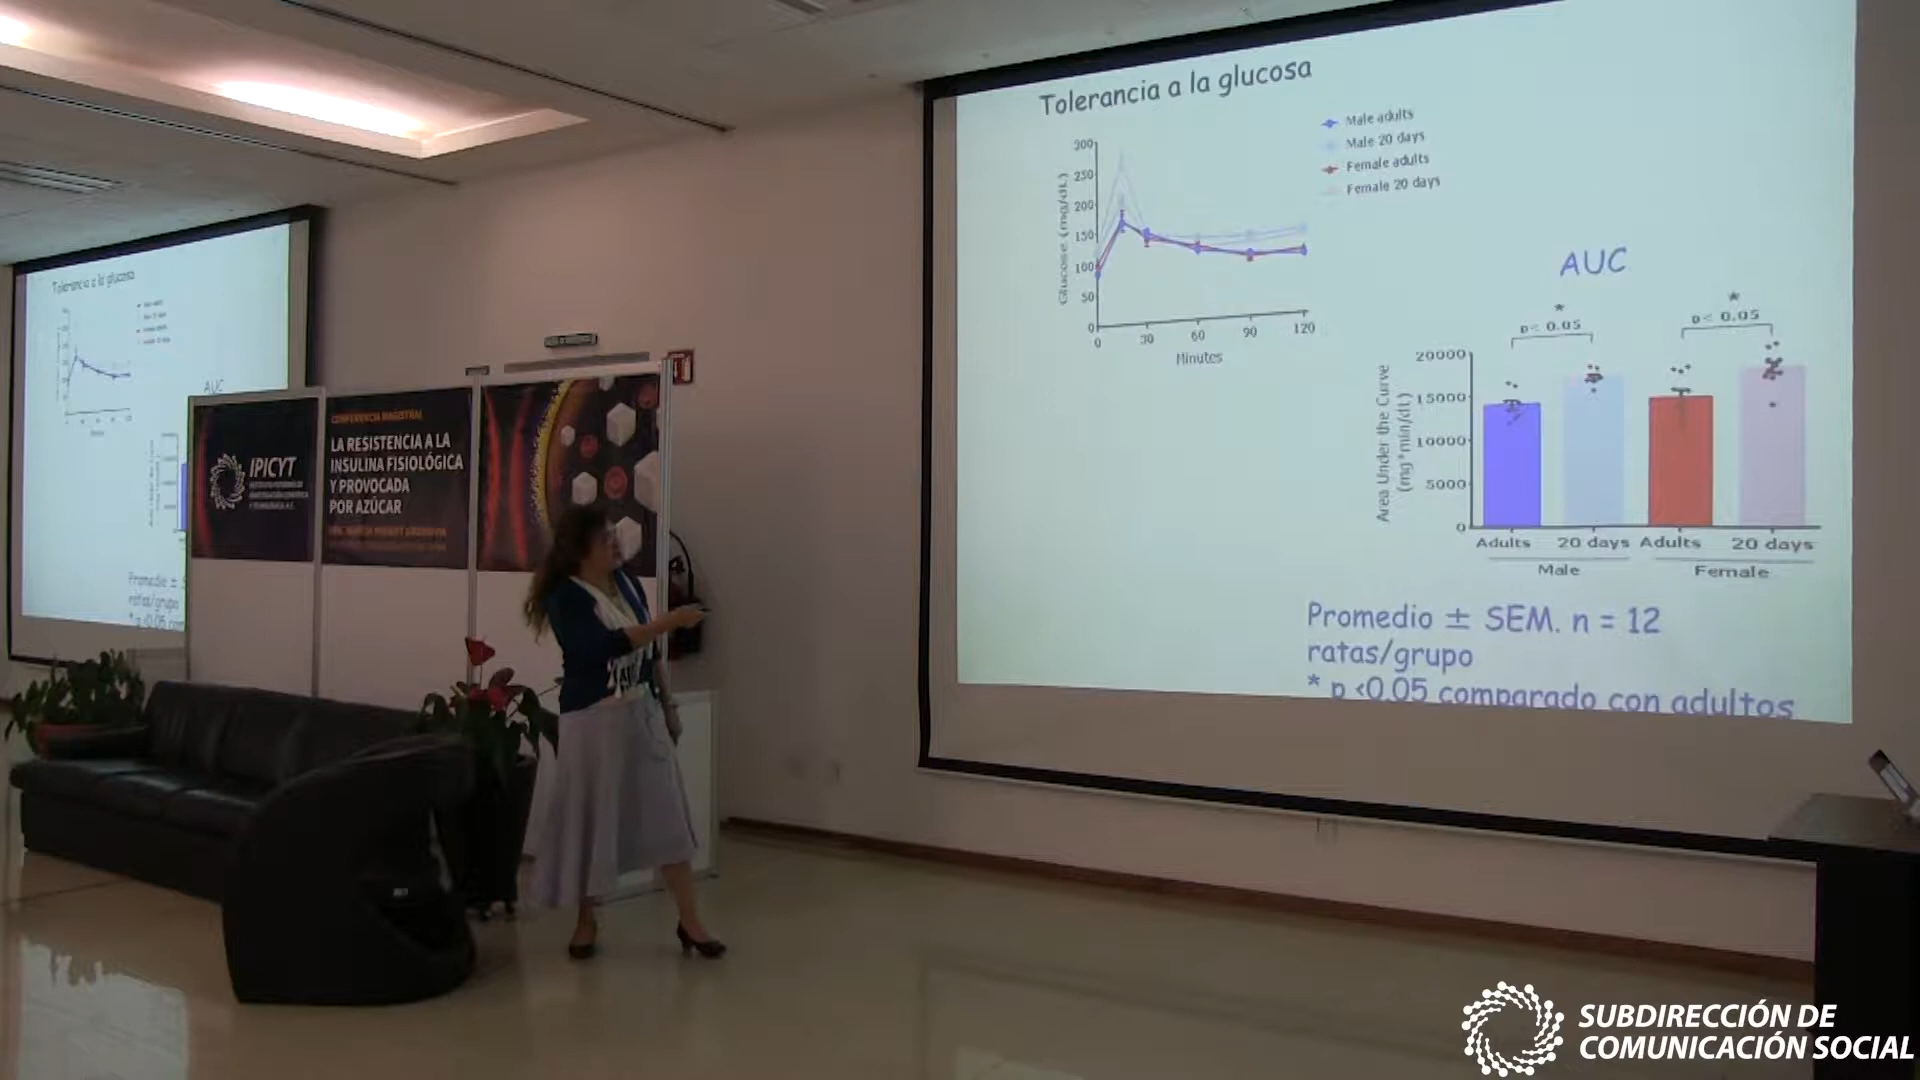 Tolerancia a la glucosa
Male adults
Male 20 days
Female adults
Female 20 days
300
250
200
150
100
50
0
Glucose (mg/dL)
0 30 60 90 120
Minutes
AUC
*
p< 0.05
*
p< 0.05
20000
15000
10000
5000
0
Area Under the Curve
(mg*min/dL)
Adults 20 days Adults 20 days
Male Female
Promedio ± SEM. n = 12
ratas/grupo
* p <0.05 comparado con adultos
Tolerancia a la glucosa
AUC
Promedio ±
ratas/grupo
* p <0.05
IPICYT
CONFERENCIA MAGISTRAL
LA RESISTENCIA A LA
INSULINA FISIOLÓGICA
Y PROVOCADA
POR AZÚCAR
SUBDIRECCIÓN DE
COMUNICACIÓN SOCIAL